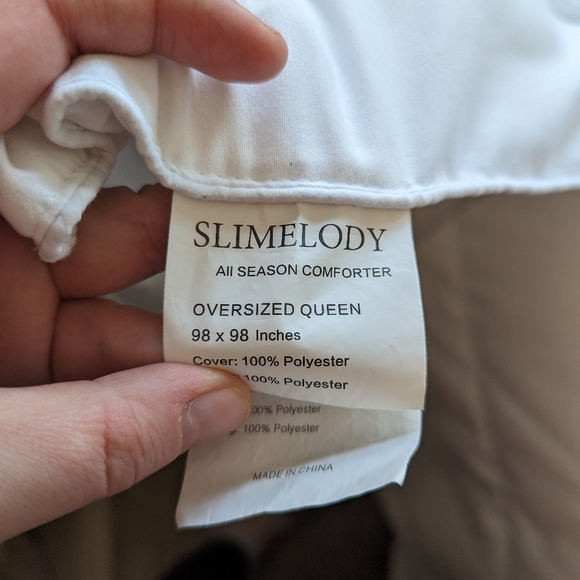 SLIMELODY
All SEASON COMFORTER
OVERSIZED QUEEN
98 x 98 Inches
Cover: 100% Polyester
100% Polyester
00% Polyester
100% Polyester
MADE IN CHINA